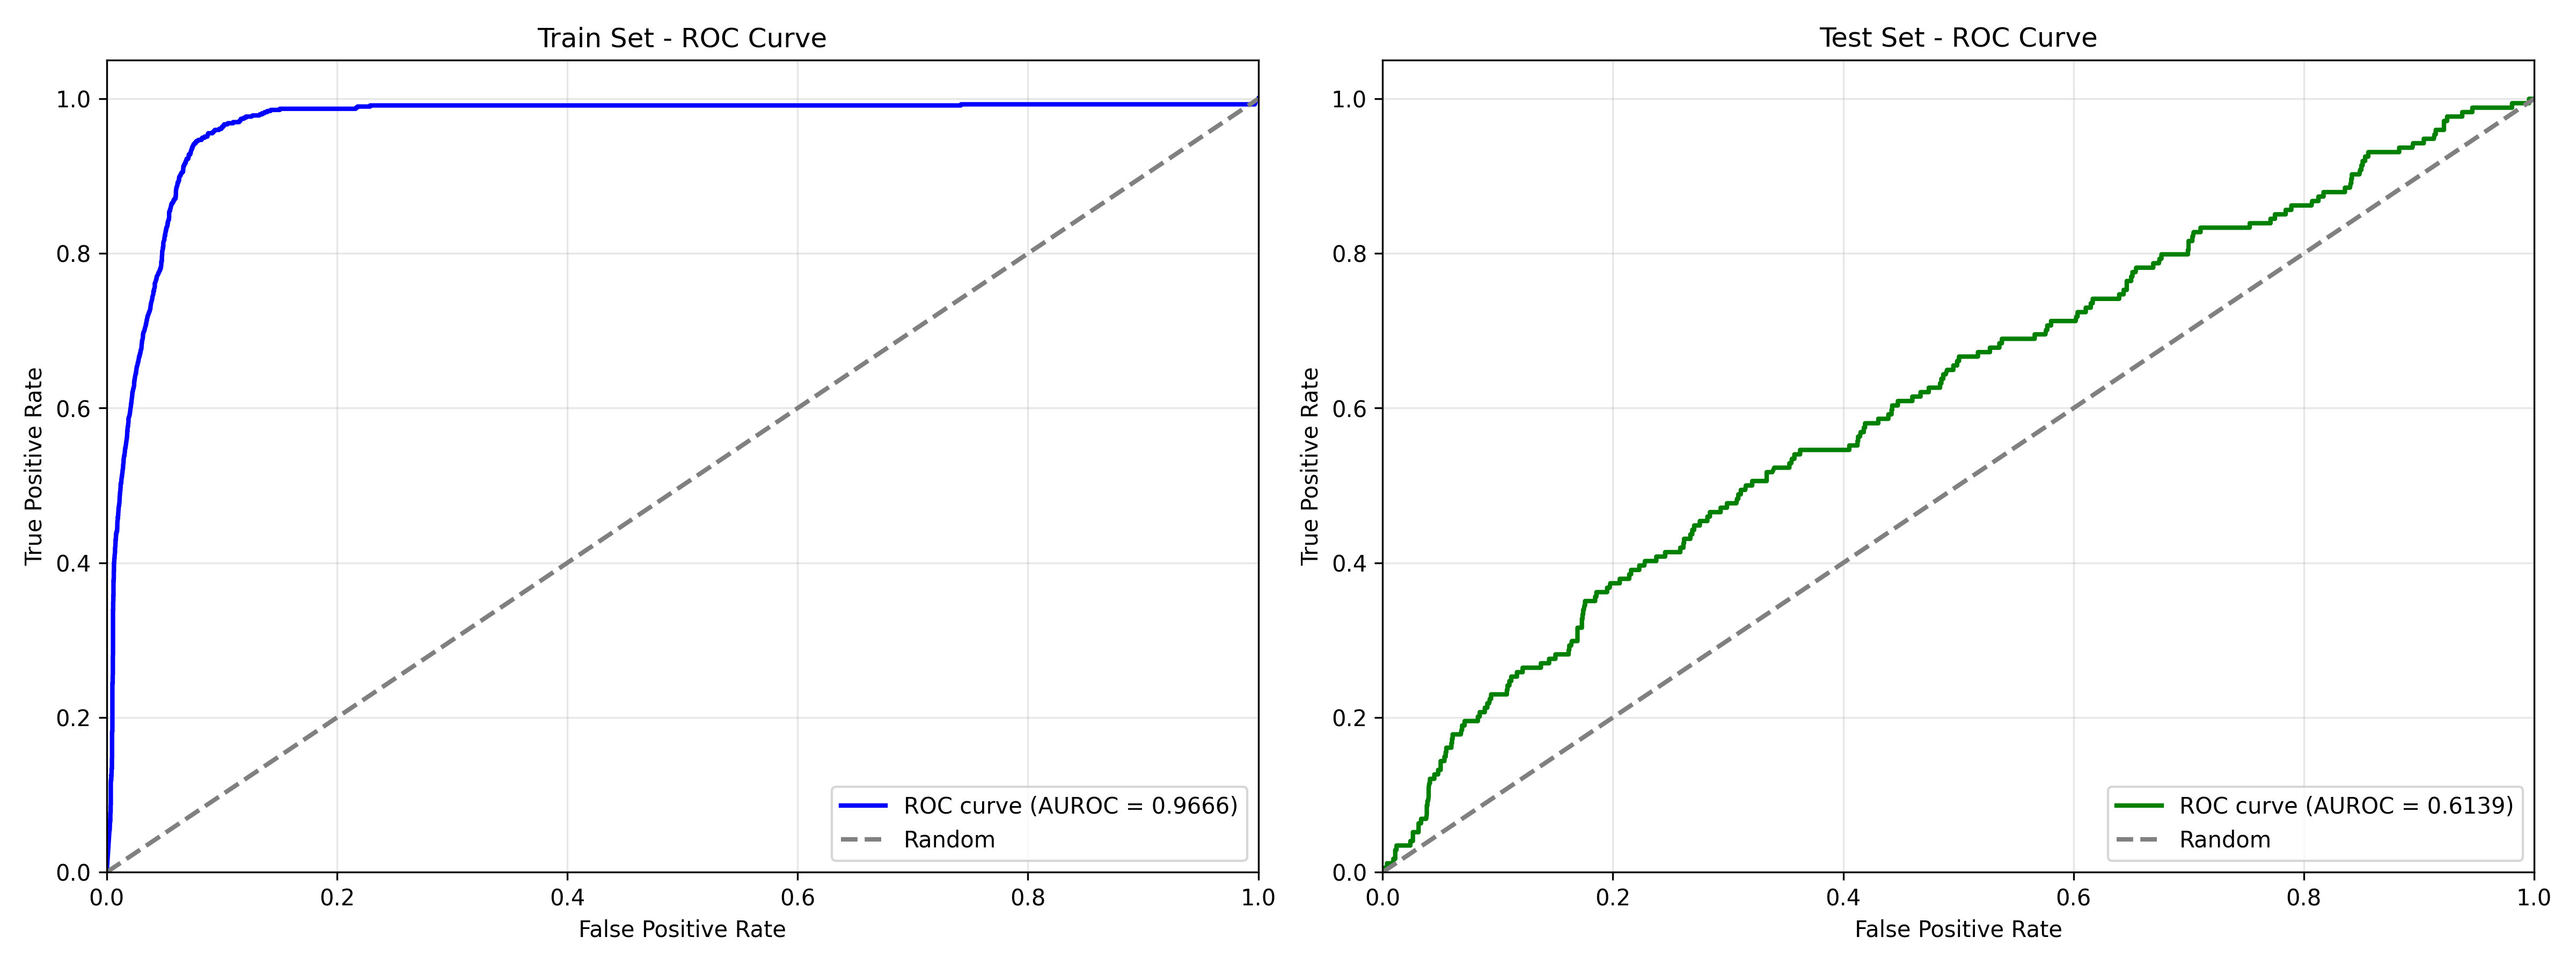 Train Set - ROC Curve
True Positive Rate
1.0
0.8
0.6
0.4
0.2
0.0
0.0 0.2 0.4 0.6 0.8 1.0
False Positive Rate
ROC curve (AUROC = 0.9666)
Random
Test Set - ROC Curve
True Positive Rate
1.0
0.8
0.6
0.4
0.2
0.0
0.0 0.2 0.4 0.6 0.8 1.0
False Positive Rate
ROC curve (AUROC = 0.6139)
Random